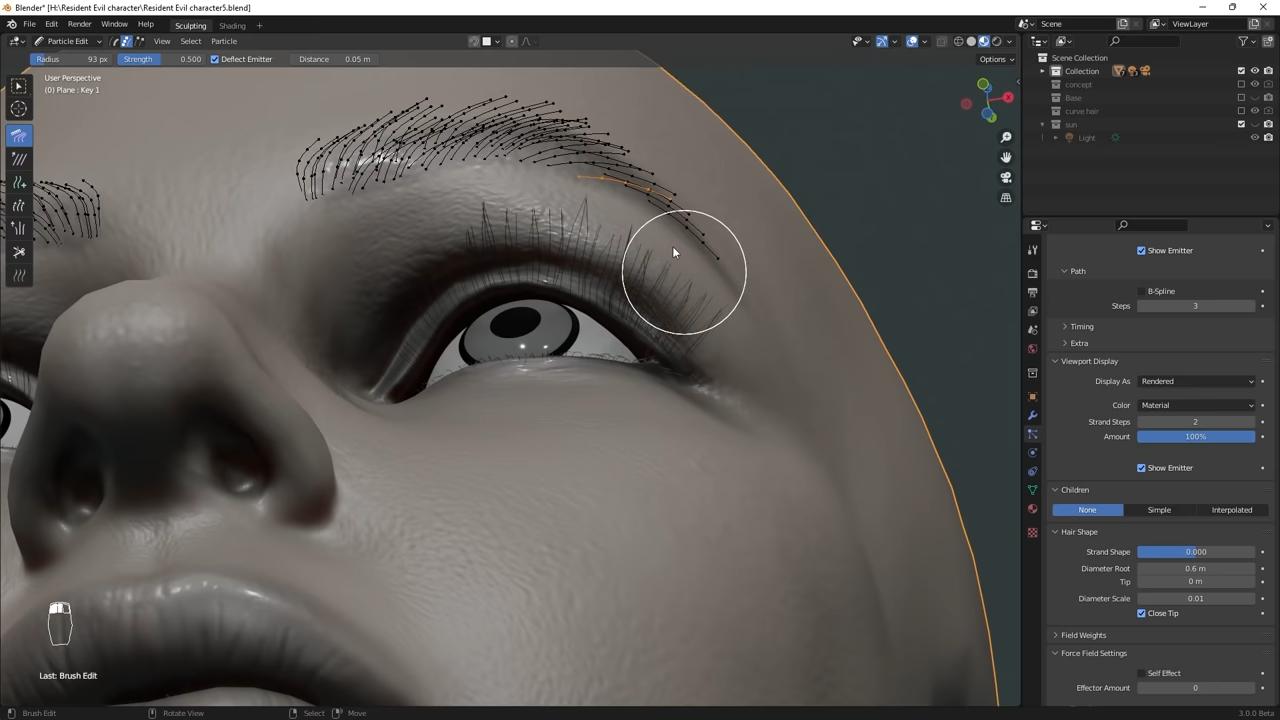 Blender* [H:\Resident Evil character\Resident Evil character5.blend]
File Edit Render Window Help Sculpting Shading + Scene ViewLayer
Particle Edit View Select Particle
Radius 93 px Strength 0.500 Deflect Emitter Distance 0.05 m Options
User Perspective
(0) Plane : Key 1
Scene Collection
Collection
concept
Base
curve hair
sun
Light
Show Emitter
Path
B-Spline
Steps 3
Timing
Extra
Viewport Display
Display As Rendered
Color Material
Strand Steps 2
Amount 100%
Show Emitter
Children
None Simple Interpolated
Hair Shape
Strand Shape 0.000
Diameter Root 0.6 m
Tip 0 m
Diameter Scale 0.01
Close Tip
Field Weights
Force Field Settings
Self Effect
Effector Amount 0
Last: Brush Edit
Brush Edit Rotate View Select Move 3.0.0 Beta